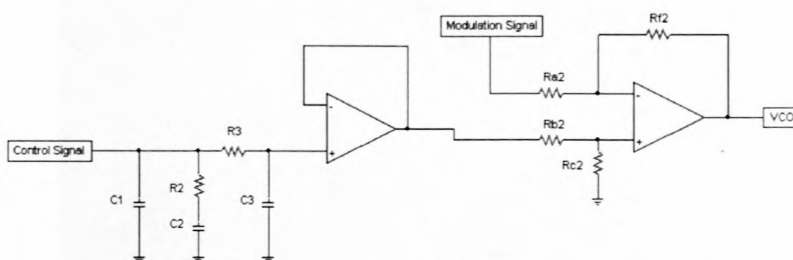 Modulation Signal
Rf2
Ra2
-
-
R3
Rb2
+
+
VCO
Control Signal
Rc2
R2
C1
C3
C2